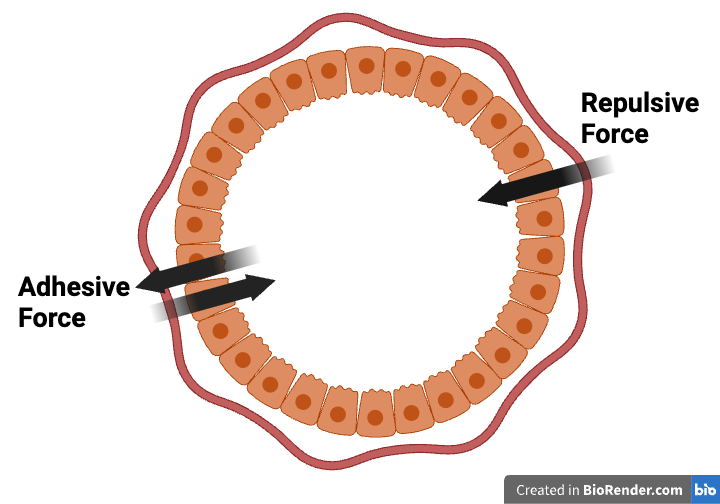 Repulsive
Force
Adhesive
Force
Created in BioRender.com bio